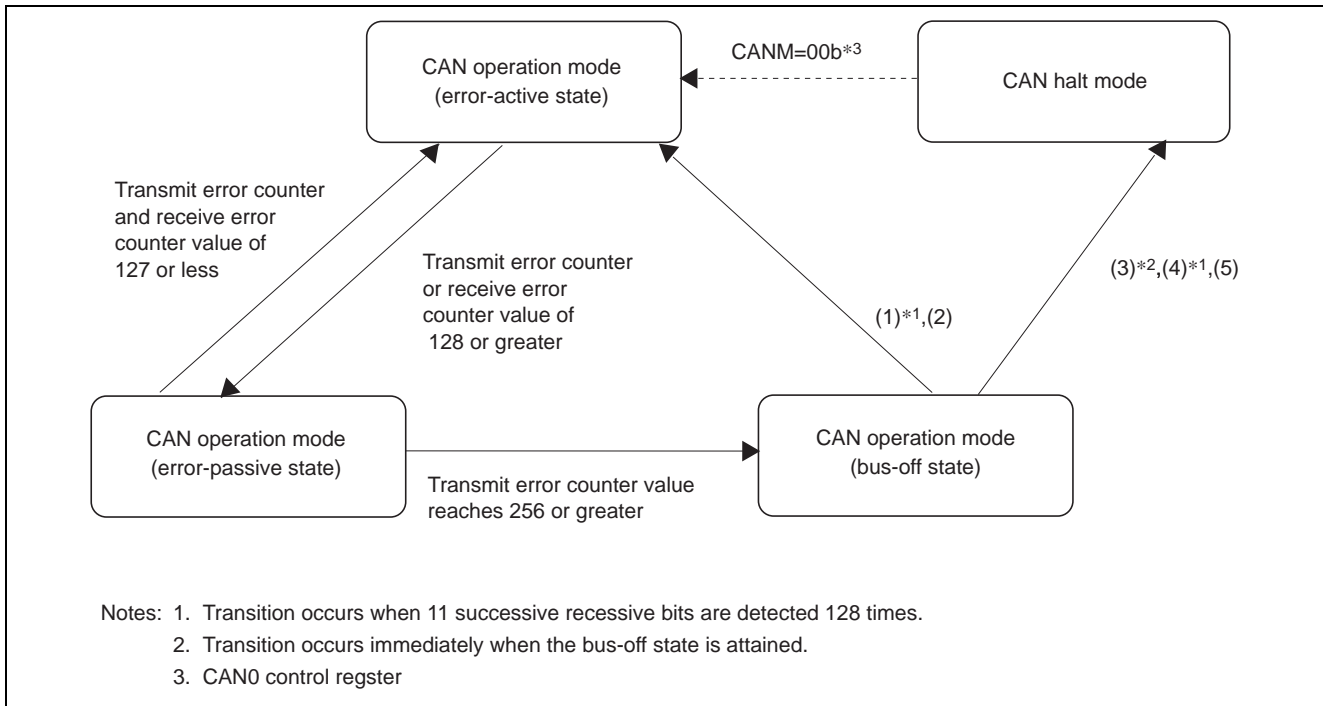 CAN operation mode
(error-active state)
CANM=00b*3
CAN halt mode
Transmit error counter
and receive error
counter value of
127 or less
Transmit error counter
or receive error
counter value of
128 or greater
(1)*1,(2)
(3)*2,(4)*1,(5)
CAN operation mode
(error-passive state)
Transmit error counter value
reaches 256 or greater
CAN operation mode
(bus-off state)
Notes: 1. Transition occurs when 11 successive recessive bits are detected 128 times.
2. Transition occurs immediately when the bus-off state is attained.
3. CAN0 control regster